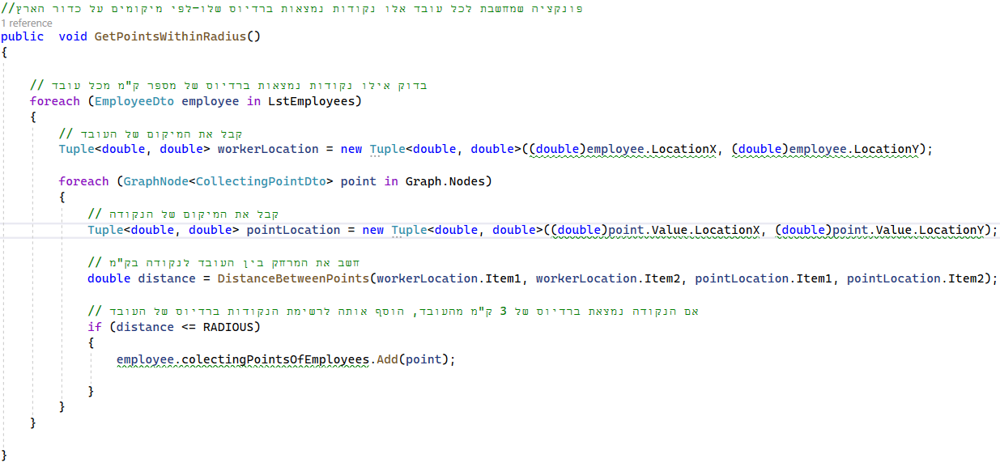 //פונקציה שמחשבת לכל עובד אלו נקודות נמצאות ברדיוס שלו-לפי מיקומים על כדור הארץ
1 reference
public  void GetPointsWithinRadius()
{
// בדוק אילו נקודות נמצאות ברדיוס של מספר ק"מ מכל עובד
foreach (EmployeeDto employee in LstEmployees)
{
// קבל את המיקום של העובד
Tuple<double, double> workerLocation = new Tuple<double, double>((double)employee.LocationX, (double)employee.LocationY);
foreach (GraphNode<CollectingPointDto> point in Graph.Nodes)
{
// קבל את המיקום של הנקודה
Tuple<double, double> pointLocation = new Tuple<double, double>((double)point.Value.LocationX, (double)point.Value.LocationY);
// חשב את המרחק בין העובד לנקודה בק"מ
double distance = DistanceBetweenPoints(workerLocation.Item1, workerLocation.Item2, pointLocation.Item1, pointLocation.Item2);
// אם הנקודה נמצאת ברדיוס של 3 ק"מ מהעובד, הוסף אותה לרשימת הנקודות ברדיוס של העובד
if (distance <= RADIOUS)
{
employee.colectingPointsOfEmployees.Add(point);
}
}
}
}